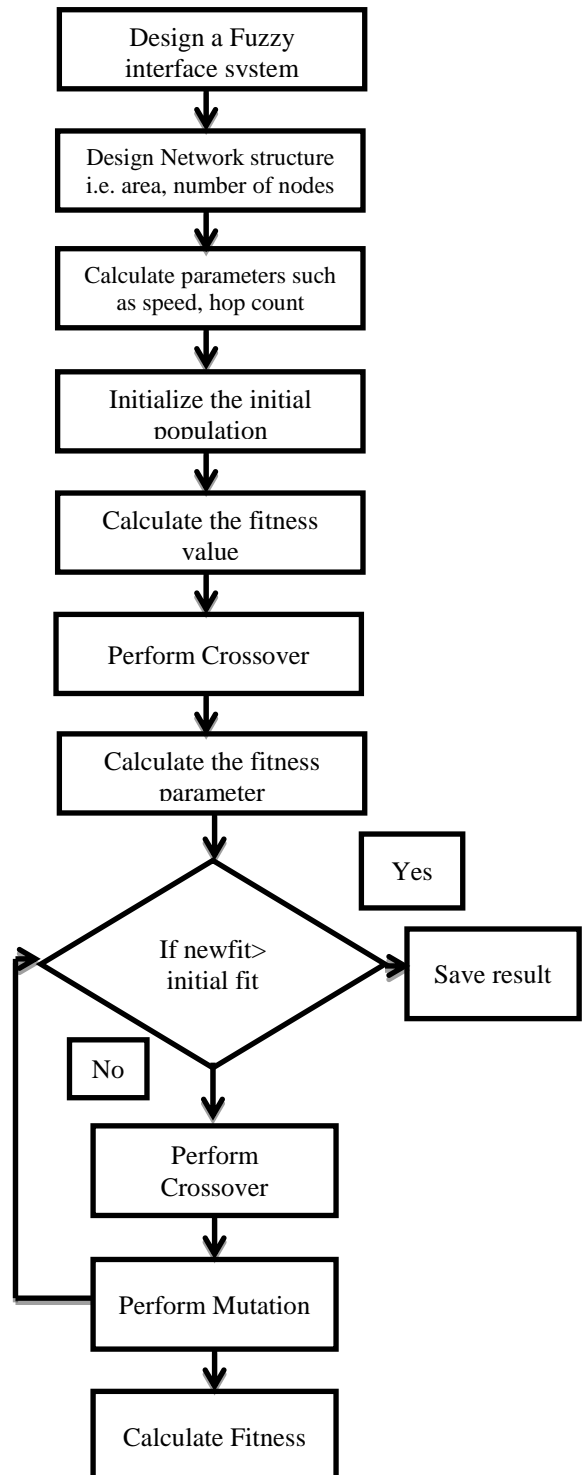 Design a Fuzzy
interface system
Design Network structure
i.e. area, number of nodes
Calculate parameters such
as speed, hop count
Initialize the initial
population
Calculate the fitness
value
Perform Crossover
Calculate the fitness
parameter
Yes
If newfit>
initial fit
Save result
No
Perform
Crossover
Perform Mutation
Calculate Fitness